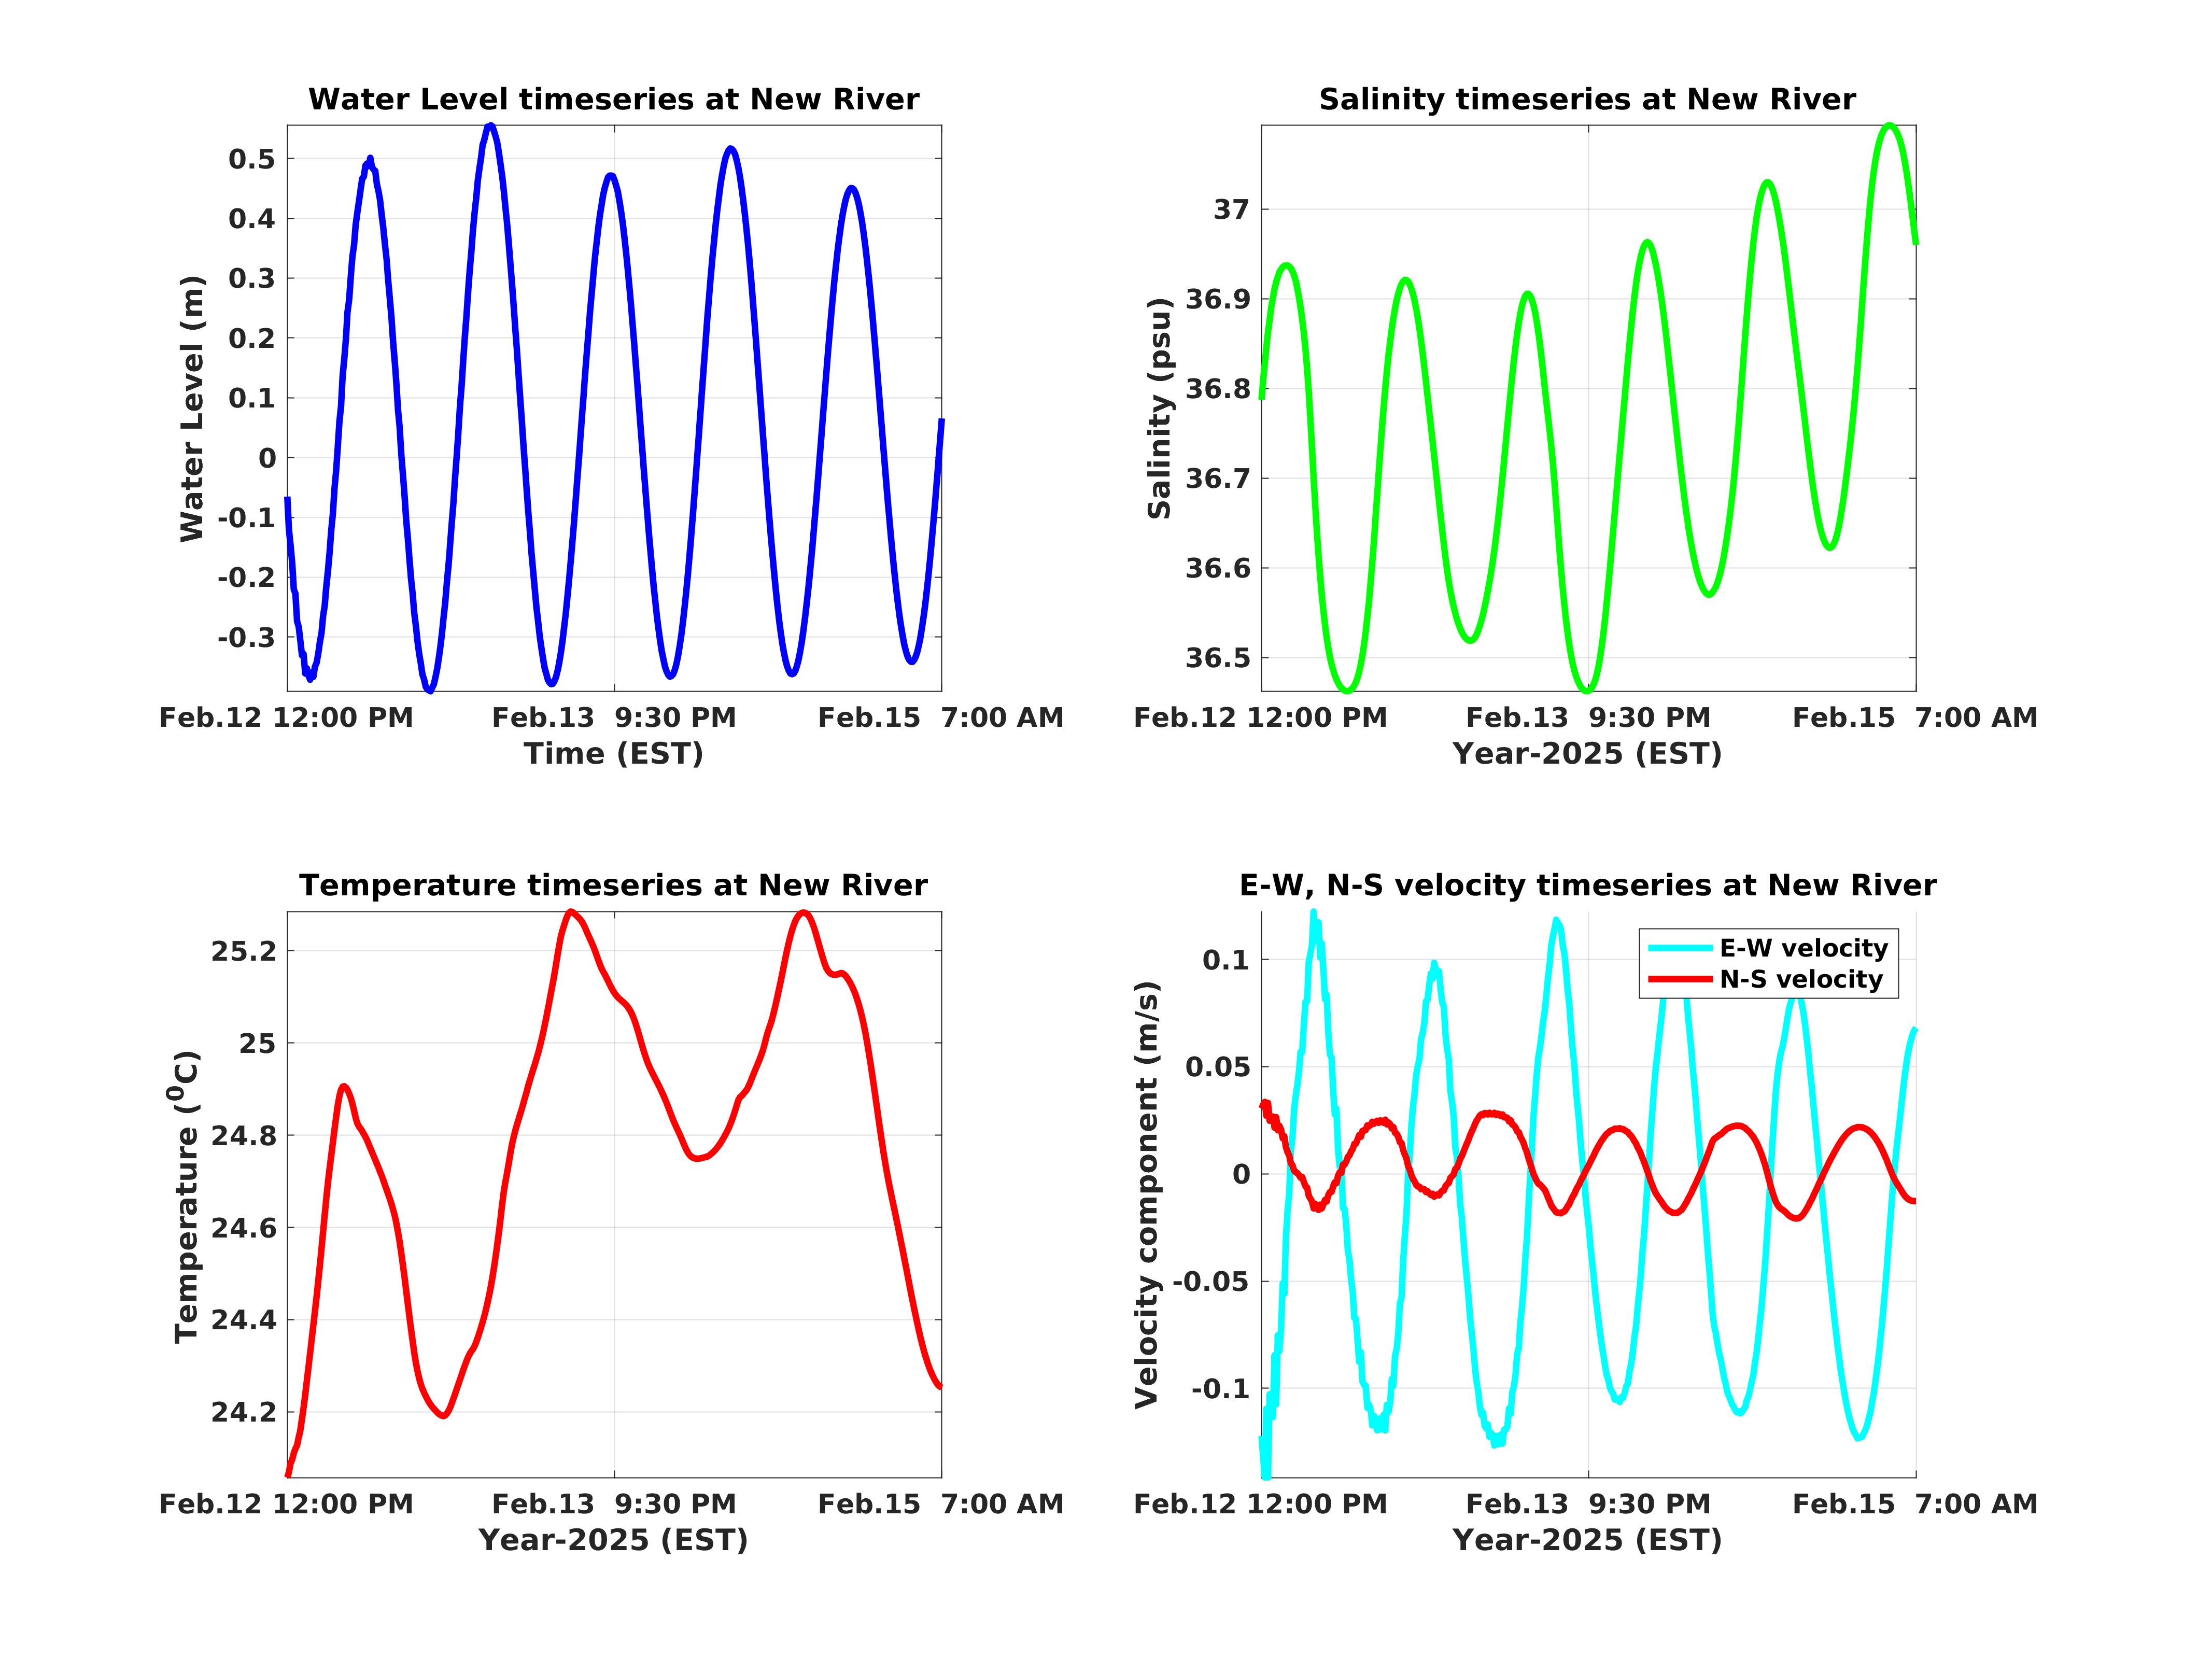 Water Level timeseries at New River
0.5
0.4
0.3
0.2
0.1
0
-0.1
-0.2
-0.3
Water Level (m)
Feb.12 12:00 PM Feb.13 9:30 PM Feb.15 7:00 AM
Time (EST)
Salinity timeseries at New River
37
36.9
36.8
36.7
36.6
36.5
Salinity (psu)
Feb.12 12:00 PM Feb.13 9:30 PM Feb.15 7:00 AM
Year-2025 (EST)
Temperature timeseries at New River
25.2
25
24.8
24.6
24.4
24.2
Temperature (⁰C)
Feb.12 12:00 PM Feb.13 9:30 PM Feb.15 7:00 AM
Year-2025 (EST)
E-W, N-S velocity timeseries at New River
E-W velocity
N-S velocity
0.1
0.05
0
-0.05
-0.1
Velocity component (m/s)
Feb.12 12:00 PM Feb.13 9:30 PM Feb.15 7:00 AM
Year-2025 (EST)